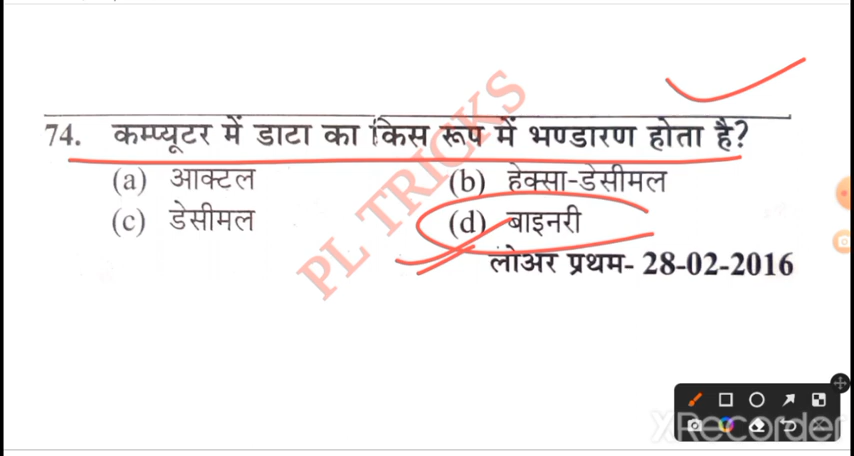 74. कम्प्यूटर में डाटा का किस रूप में भण्डारण होता है?
(a) आक्टल (b) हेक्सा-डेसीमल
(c) डेसीमल (d) बाइनरी
लोअर प्रथम- 28-02-2016
PL TRICKS
XRecorder